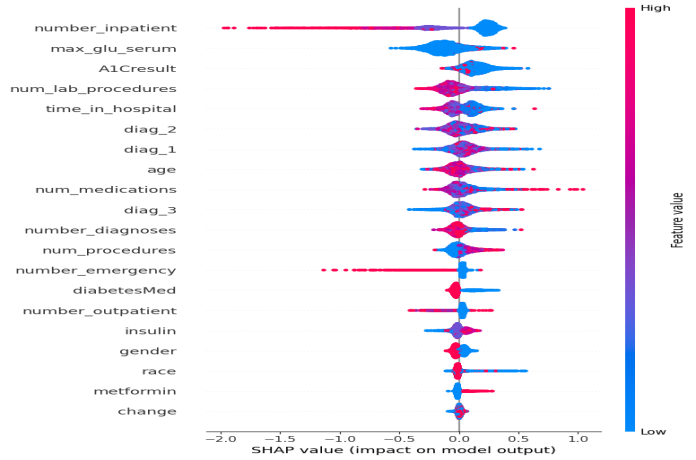 High
number_inpatient
max_glu_serum
A1Cresult
num_lab_procedures
time_in_hospital
diag_2
diag_1
age
num_medications
diag_3
number_diagnoses
num_procedures
number_emergency
diabetesMed
number_outpatient
insulin
gender
race
metformin
change
Feature value
Low
−2.0 −1.5 −1.0 −0.5 0.0 0.5 1.0
SHAP value (impact on model output)